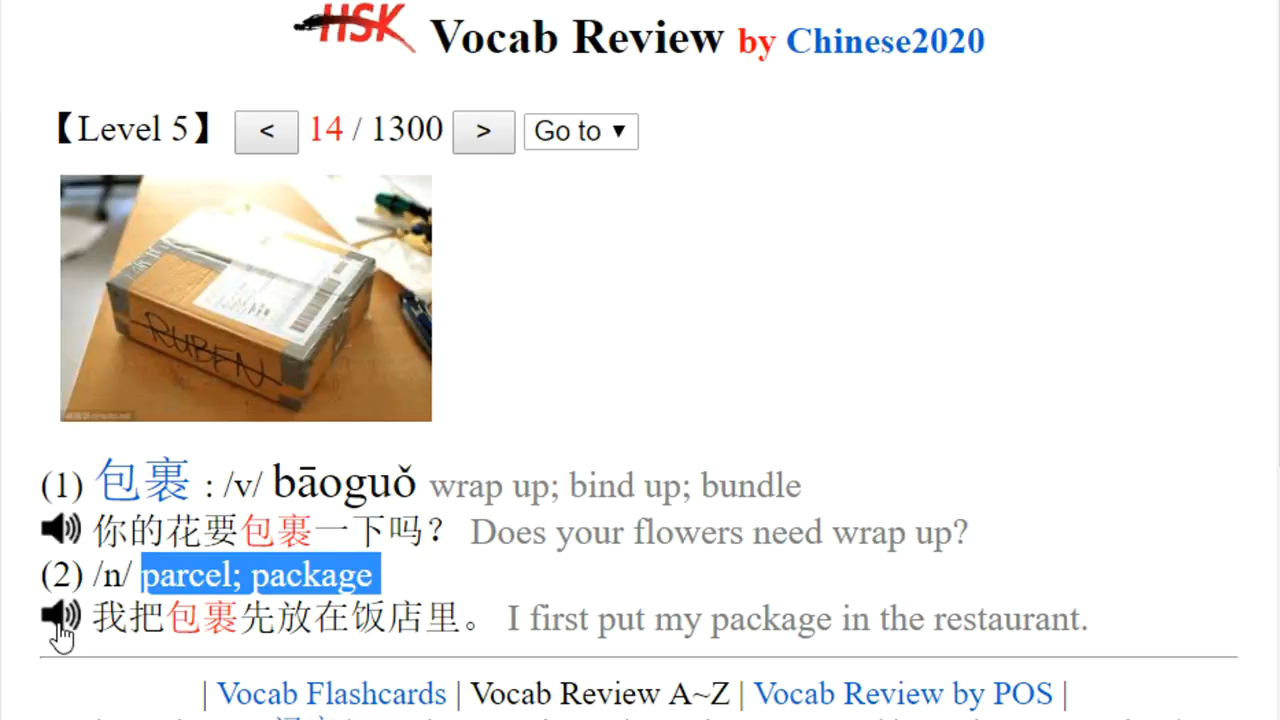 HSK Vocab Review by Chinese2020
【Level 5】 < 14 / 1300 > Go to ▼
RUBEN
(1) 包裹 : /v/ bāoguǒ wrap up; bind up; bundle
你的花要包裹一下吗？ Does your flowers need wrap up?
(2) /n/ parcel; package
我把包裹先放在饭店里。 I first put my package in the restaurant.
| Vocab Flashcards | Vocab Review A~Z | Vocab Review by POS |